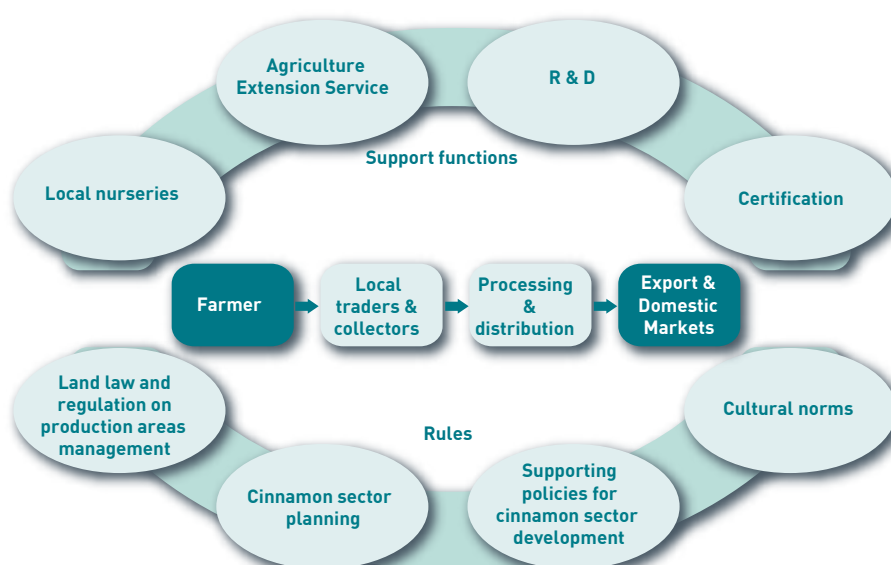 Agriculture
Extension Service
R & D
Support functions
Local nurseries
Certification
Farmer
Local
traders &
collectors
Processing
&
distribution
Export &
Domestic
Markets
Land law and
regulation on
production areas
management
Rules
Cultural norms
Cinnamon sector
planning
Supporting
policies for
cinnamon sector
development